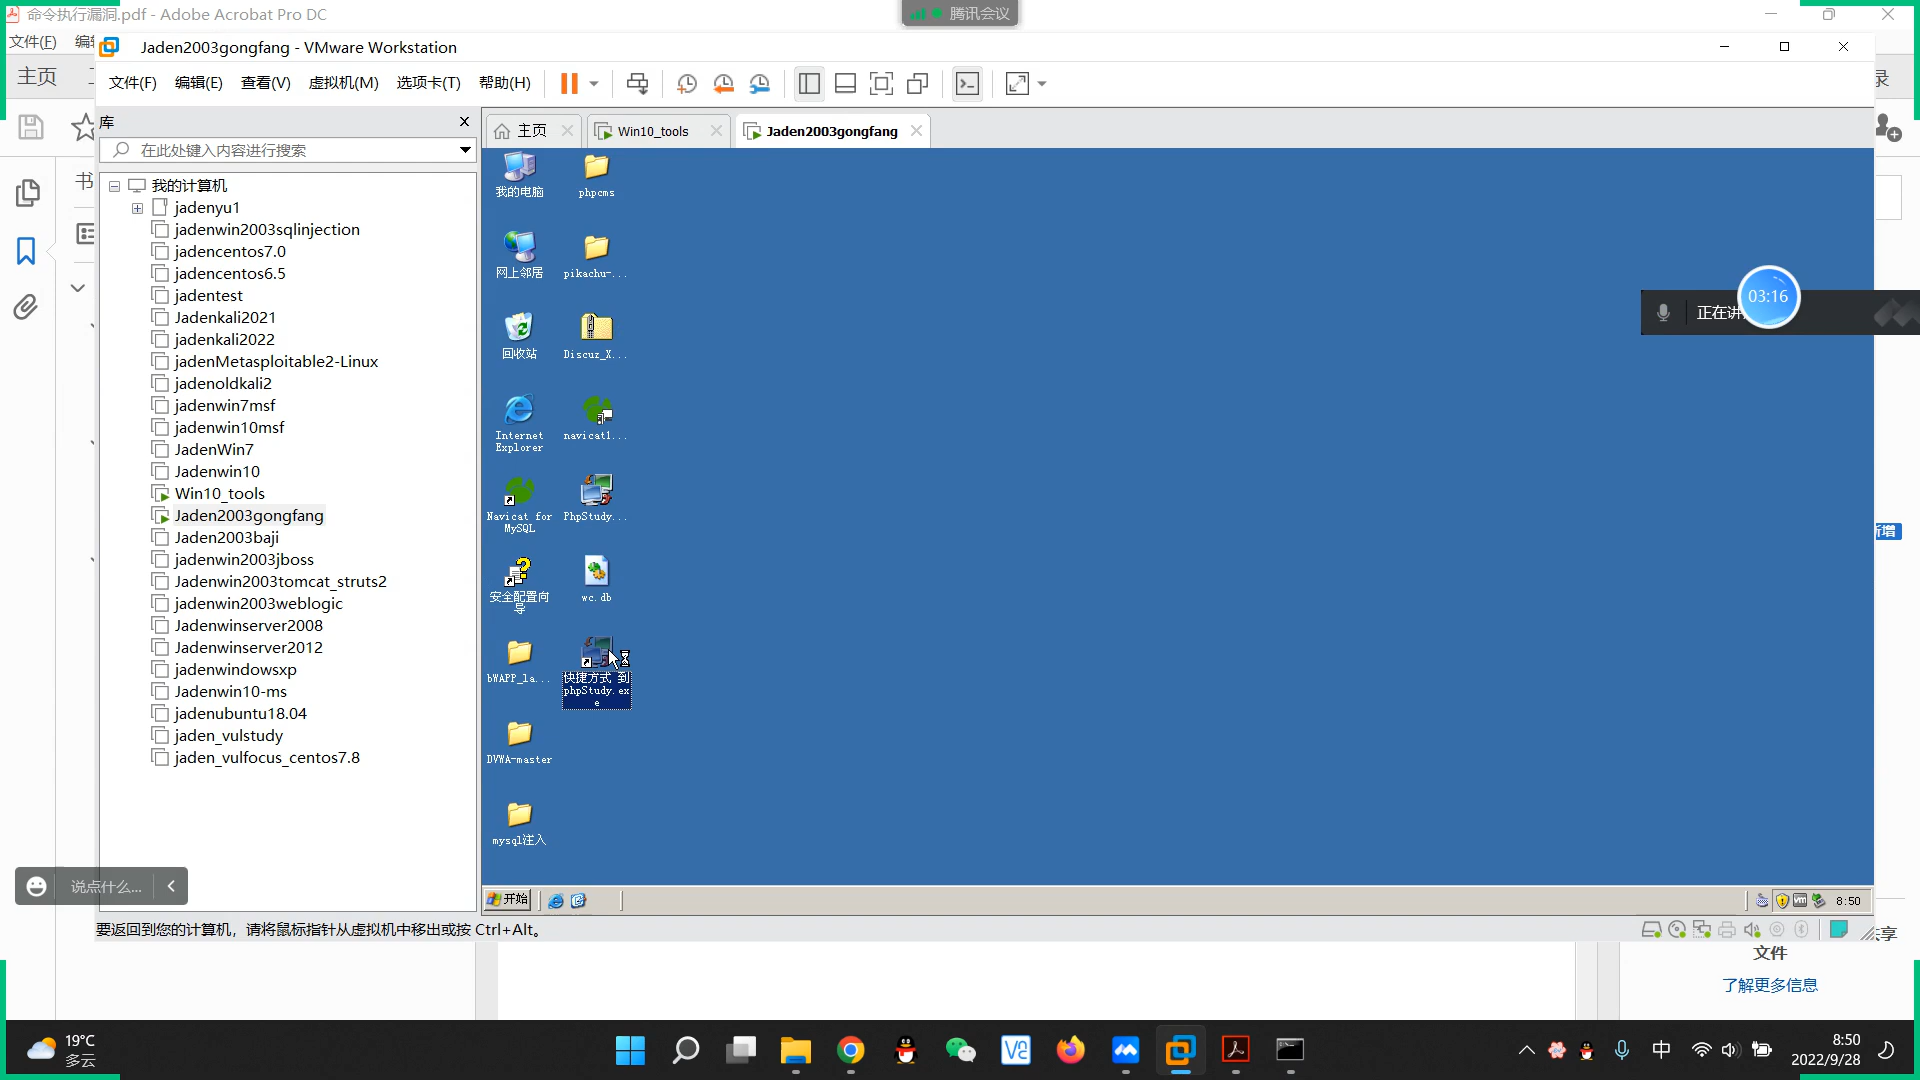 命令执行漏洞.pdf - Adobe Acrobat Pro DC
腾讯会议
文件(F)
主页
Jaden2003gongfang - VMware Workstation
文件(F) 编辑(E) 查看(V) 虚拟机(M) 选项卡(T) 帮助(H)
库
在此处键入内容进行搜索
书
我的计算机
jadenyu1
jadenwin2003sqlinjection
jadencentos7.0
jadencentos6.5
jadentest
Jadenkali2021
jadenkali2022
jadenMetasploitable2-Linux
jadenoldkali2
jadenwin7msf
jadenwin10msf
JadenWin7
Jadenwin10
Win10_tools
Jaden2003gongfang
Jaden2003baji
jadenwin2003jboss
Jadenwin2003tomcat_struts2
jadenwin2003weblogic
Jadenwinserver2008
Jadenwinserver2012
jadenwindowsxp
Jadenwin10-ms
jadenubuntu18.04
jaden_vulstudy
jaden_vulfocus_centos7.8
主页
Win10_tools
Jaden2003gongfang
我的电脑
phpcms
网上邻居
pikachu-...
回收站
Discuz_X...
Internet
Explorer
navicat1...
Navicat for
MySQL
PhpStudy...
安全配置向
导
wc.db
bWAPP_la...
快捷方式 到
phpStudy.ex
e
DVWA-master
mysql注入
03:16
正在讲
新增
开始
8:50
说点什么...
要返回到您的计算机，请将鼠标指针从虚拟机中移出或按 Ctrl+Alt。
文件
了解更多信息
19°C
多云
中
8:50
2022/9/28